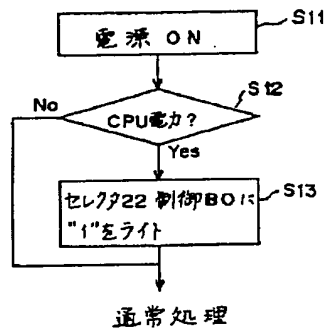 電源 ON
S11
CPU電力?
S12
No
Yes
セレクタ22 制御BOに
"1"をライト
S13
通常処理